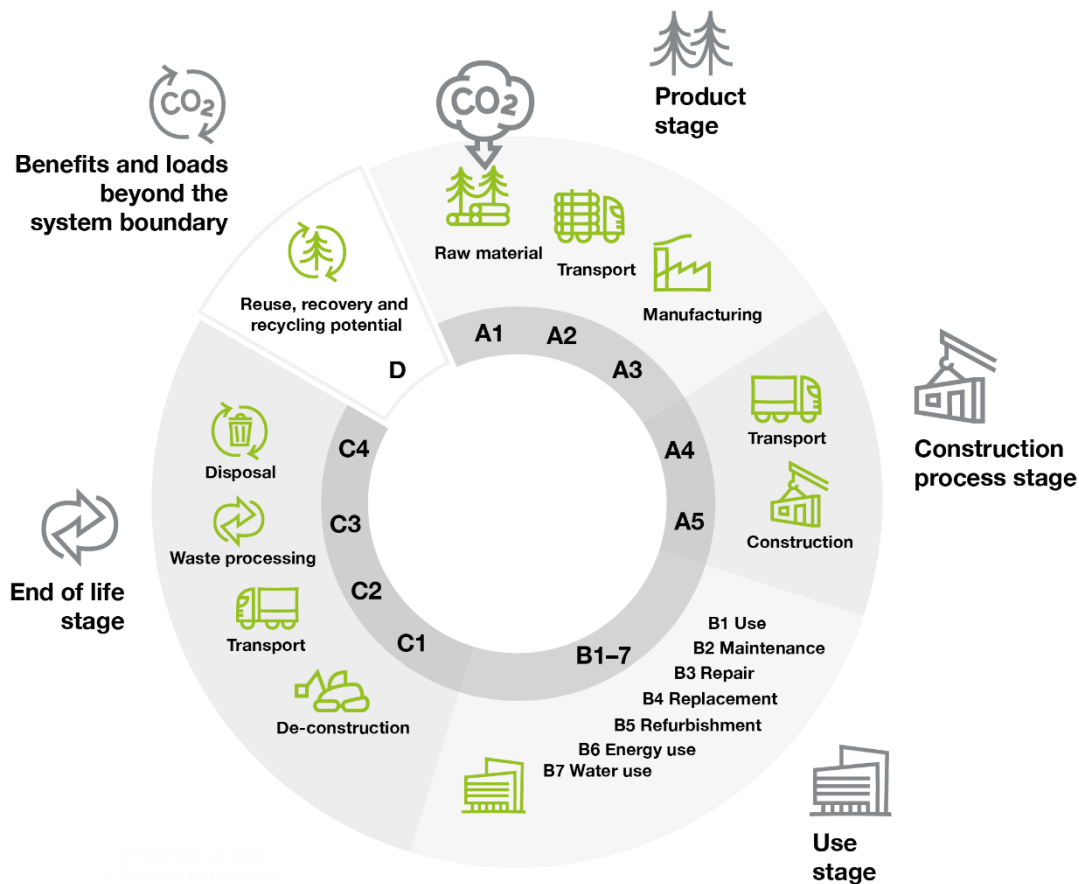 CO2
Product
stage
CO2
Benefits and loads
beyond the
system boundary
Raw material
Transport
Manufacturing
Reuse, recovery and
recycling potential
A1
A2
A3
D
Transport
Construction
process stage
A4
A5
Construction
C4
Disposal
C3
Waste processing
End of life
stage
C2
Transport
C1
De-construction
B1–7
B1 Use
B2 Maintenance
B3 Repair
B4 Replacement
B5 Refurbishment
B6 Energy use
B7 Water use
Use
stage